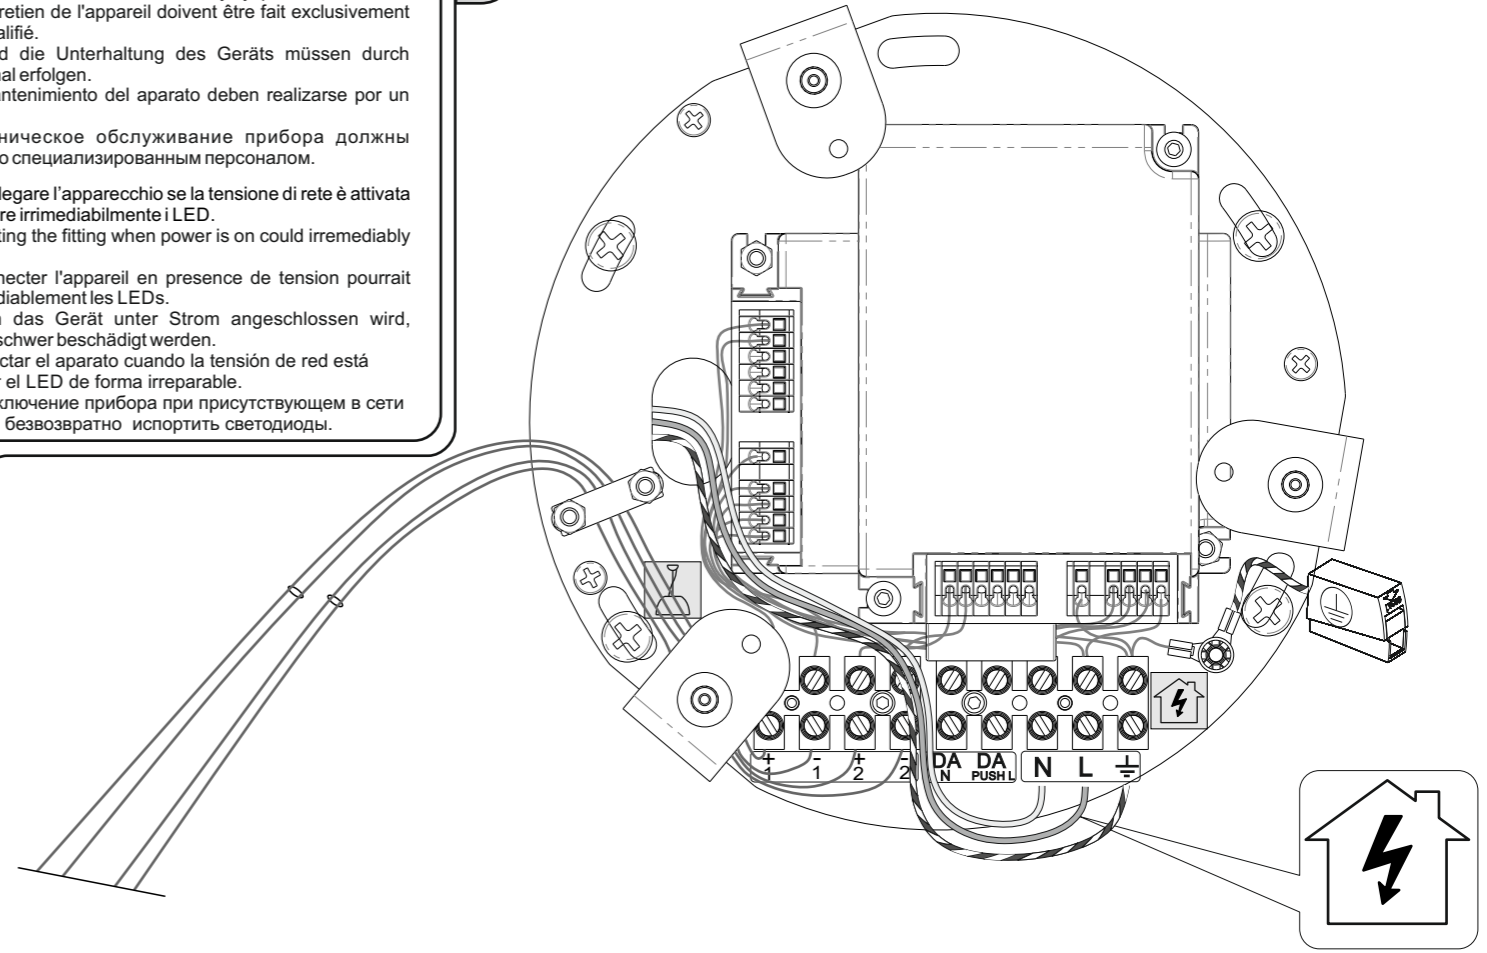 retien de l'appareil doivent être fait exclusivement
alifié.
d die Unterhaltung des Geräts müssen durch
nal erfolgen.
antenimiento del aparato deben realizarse por un
ническое обслуживание прибора должны
о специализированным персоналом.
legare l'apparecchio se la tensione di rete è attivata
re irrimediabilmente i LED.
ting the fitting when power is on could irremediably
necter l'appareil en presence de tension pourrait
diablement les LEDs.
das Gerät unter Strom angeschlossen wird,
schwer beschädigt werden.
ctar el aparato cuando la tensión de red está
r el LED de forma irreparable.
ключение прибора при присутствующем в сети
безвозвратно испортить светодиоды.
+ - + - DA DA N L
1 1 2 2 N PUSH L